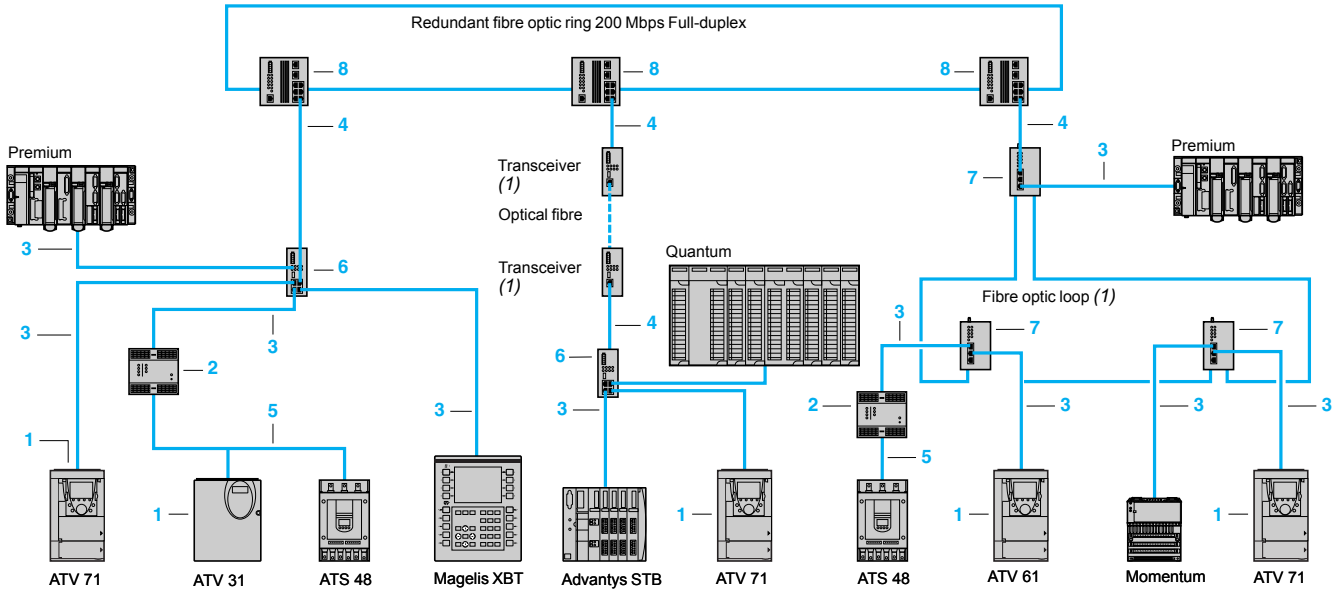 Redundant fibre optic ring 200 Mbps Full-duplex
8
8
8
4
4
4
Premium
Transceiver
(1)
7
3
Premium
Optical fibre
3
6
Transceiver
(1)
Quantum
Fibre optic loop (1)
3
3
4
3
7
7
2
6
5
3
3
2
3
3
3
1
5
1
1
1
1
ATV 71
ATV 31
ATS 48
Magelis XBT
Advantys STB
ATV 71
ATS 48
ATV 61
Momentum
ATV 71